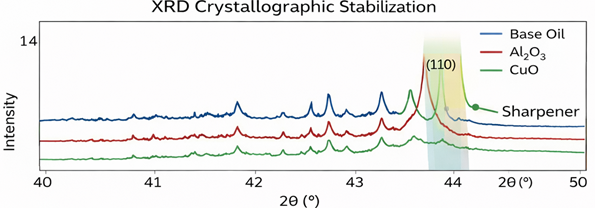 XRD Crystallographic Stabilization
14
Base Oil
Al₂O₃
CuO
(110)
Sharpener
Intensity
40 41 42 43 44 2θ (°) 50
2θ (°)